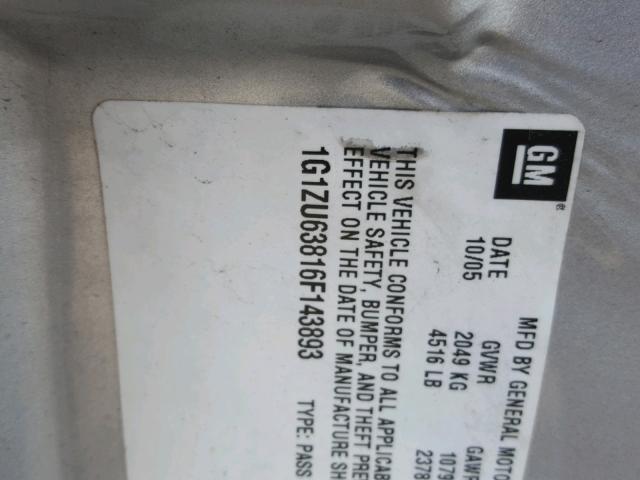 GM
MFD BY GENERAL MOTO
DATE GVWR GAWR
10/05 2049 KG 1079
4516 LB 2378
THIS VEHICLE CONFORMS TO ALL APPLICAB
VEHICLE SAFETY, BUMPER, AND THEFT PRE
EFFECT ON THE DATE OF MANUFACTURE SH
1G1ZU63816F143893 TYPE: PASS